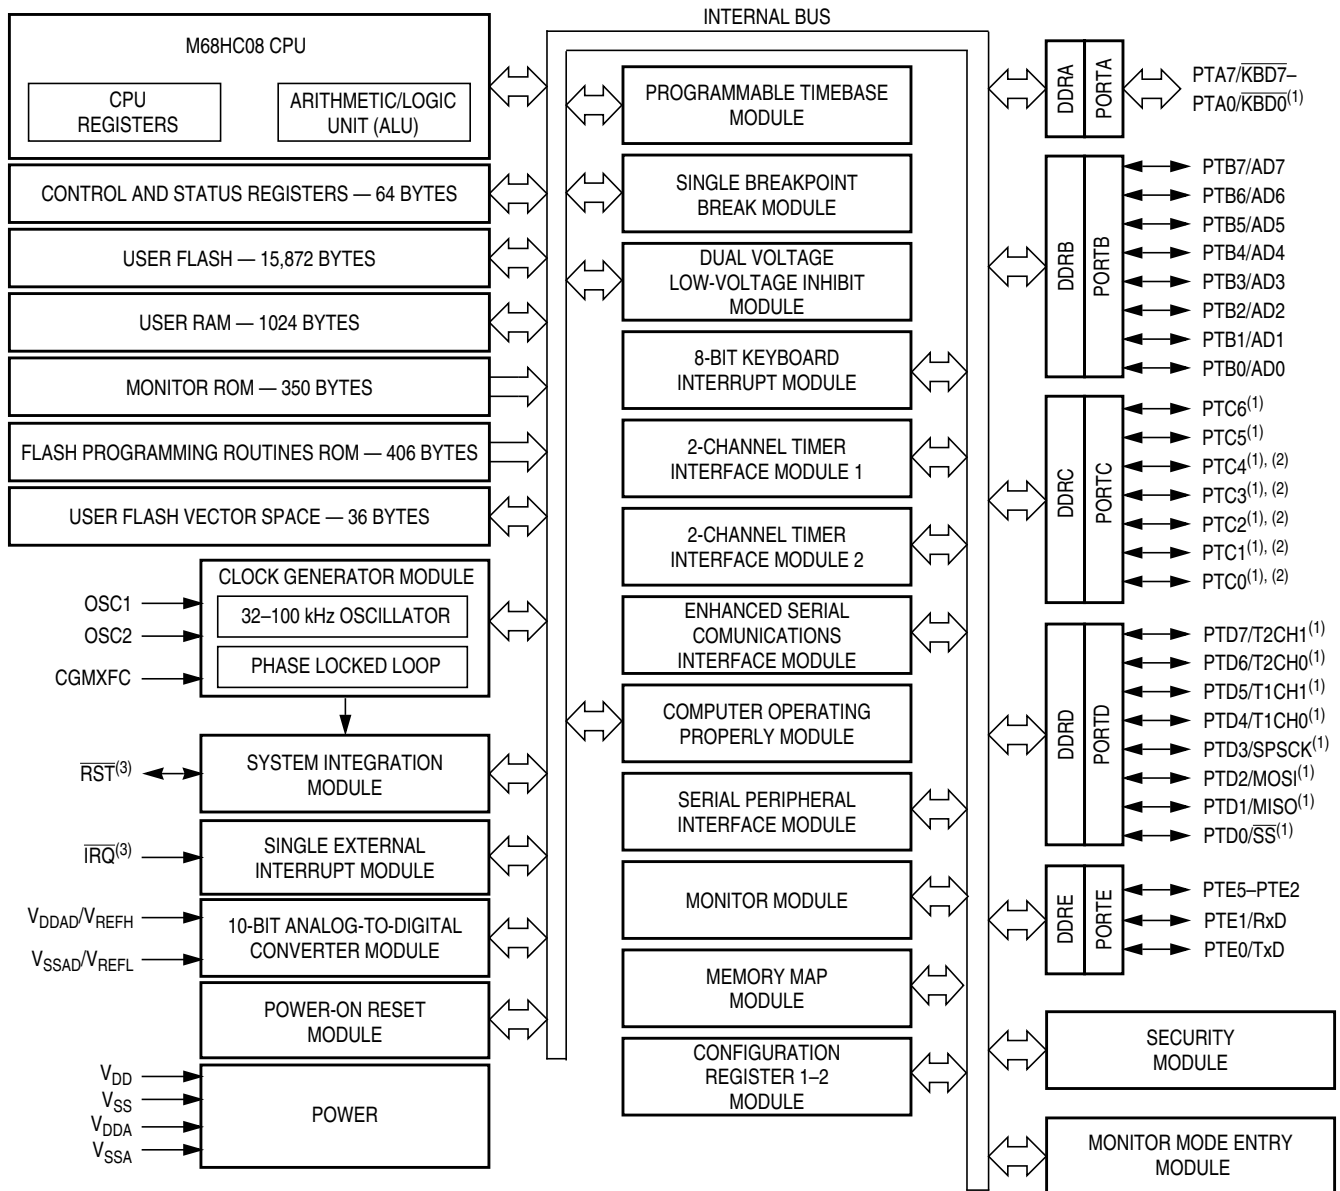 INTERNAL BUS
M68HC08 CPU
CPU
REGISTERS
ARITHMETIC/LOGIC
UNIT (ALU)
CONTROL AND STATUS REGISTERS — 64 BYTES
USER FLASH — 15,872 BYTES
USER RAM — 1024 BYTES
MONITOR ROM — 350 BYTES
FLASH PROGRAMMING ROUTINES ROM — 406 BYTES
USER FLASH VECTOR SPACE — 36 BYTES
CLOCK GENERATOR MODULE
32–100 kHz OSCILLATOR
PHASE LOCKED LOOP
OSC1
OSC2
CGMXFC
SYSTEM INTEGRATION
MODULE
RST(3)
SINGLE EXTERNAL
INTERRUPT MODULE
IRQ(3)
10-BIT ANALOG-TO-DIGITAL
CONVERTER MODULE
VDDAD/VREFH
VSSAD/VREFL
POWER-ON RESET
MODULE
POWER
VDD
VSS
VDDA
VSSA
PROGRAMMABLE TIMEBASE
MODULE
SINGLE BREAKPOINT
BREAK MODULE
DUAL VOLTAGE
LOW-VOLTAGE INHIBIT
MODULE
8-BIT KEYBOARD
INTERRUPT MODULE
2-CHANNEL TIMER
INTERFACE MODULE 1
2-CHANNEL TIMER
INTERFACE MODULE 2
ENHANCED SERIAL
COMUNICATIONS
INTERFACE MODULE
COMPUTER OPERATING
PROPERLY MODULE
SERIAL PERIPHERAL
INTERFACE MODULE
MONITOR MODULE
MEMORY MAP
MODULE
CONFIGURATION
REGISTER 1–2
MODULE
DDRA
PORTA
PTA7/KBD7–
PTA0/KBD0(1)
DDRB
PORTB
PTB7/AD7
PTB6/AD6
PTB5/AD5
PTB4/AD4
PTB3/AD3
PTB2/AD2
PTB1/AD1
PTB0/AD0
DDRC
PORTC
PTC6(1)
PTC5(1)
PTC4(1), (2)
PTC3(1), (2)
PTC2(1), (2)
PTC1(1), (2)
PTC0(1), (2)
DDRD
PORTD
PTD7/T2CH1(1)
PTD6/T2CH0(1)
PTD5/T1CH1(1)
PTD4/T1CH0(1)
PTD3/SPSCK(1)
PTD2/MOSI(1)
PTD1/MISO(1)
PTD0/SS(1)
DDRE
PORTE
PTE5–PTE2
PTE1/RxD
PTE0/TxD
SECURITY
MODULE
MONITOR MODE ENTRY
MODULE